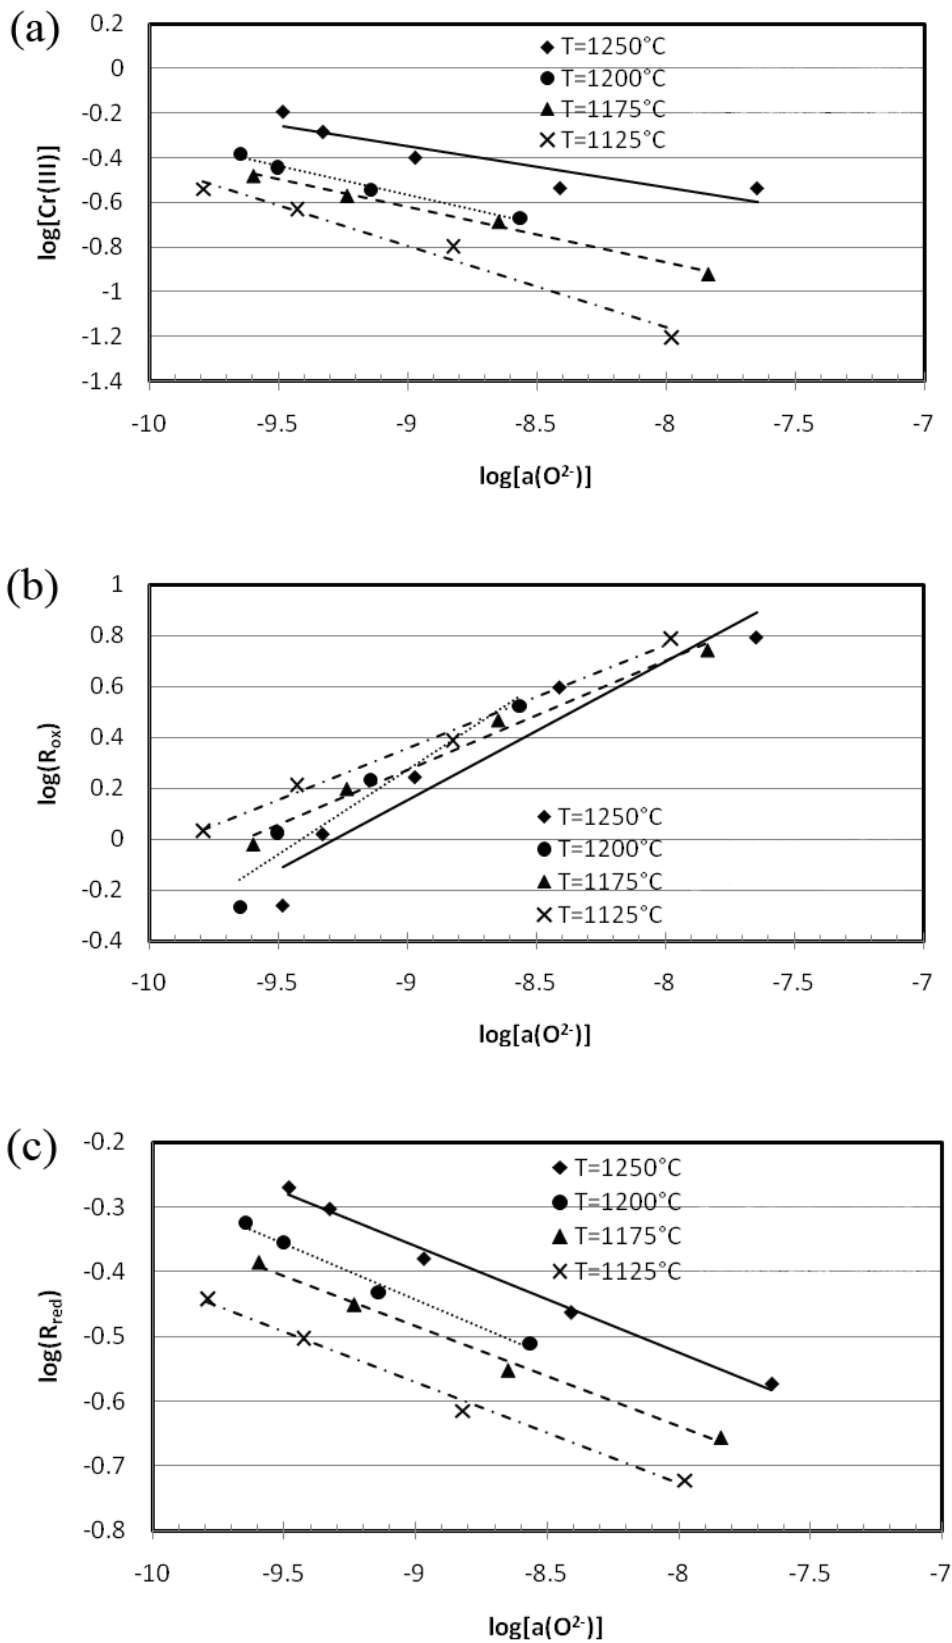 (a)
0.2
0
-0.2
-0.4
-0.6
-0.8
-1
-1.2
-1.4
log[Cr(III)]
T=1250°C
T=1200°C
T=1175°C
T=1125°C
-10 -9.5 -9 -8.5 -8 -7.5 -7
log[a(O²⁻)]
(b)
1
0.8
0.6
0.4
0.2
0
-0.2
-0.4
log(Rₒₓ)
T=1250°C
T=1200°C
T=1175°C
T=1125°C
-10 -9.5 -9 -8.5 -8 -7.5 -7
log[a(O²⁻)]
(c)
-0.2
-0.3
-0.4
-0.5
-0.6
-0.7
-0.8
log(R_red)
T=1250°C
T=1200°C
T=1175°C
T=1125°C
-10 -9.5 -9 -8.5 -8 -7.5 -7
log[a(O²⁻)]